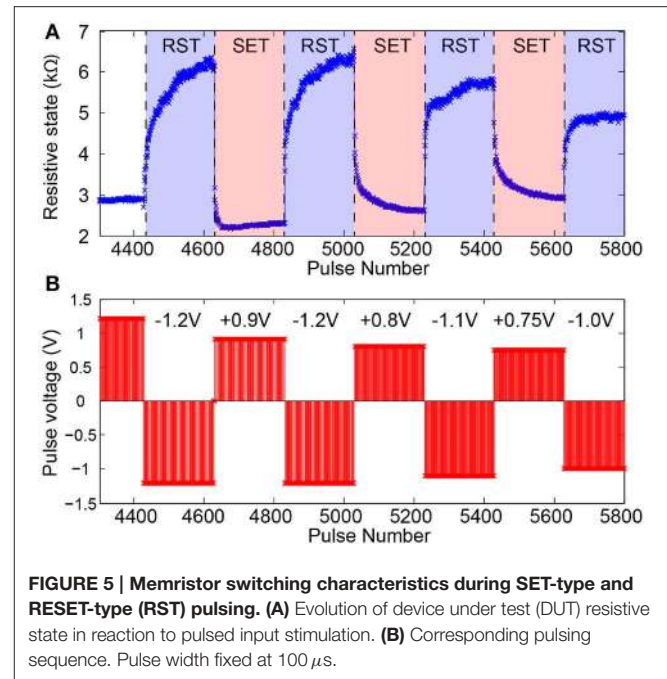 A
RST SET RST SET RST SET RST
7
6
5
4
3
2
Resistive state (kΩ)
4400 4600 4800 5000 5200 5400 5600 5800
Pulse Number
B
1.5
1
0.5
0
−0.5
−1
−1.5
Pulse voltage (V)
-1.2V +0.9V -1.2V +0.8V -1.1V +0.75V -1.0V
4400 4600 4800 5000 5200 5400 5600 5800
Pulse Number
FIGURE 5 | Memristor switching characteristics during SET-type and
RESET-type (RST) pulsing. (A) Evolution of device under test (DUT) resistive
state in reaction to pulsed input stimulation. (B) Corresponding pulsing
sequence. Pulse width fixed at 100 μs.